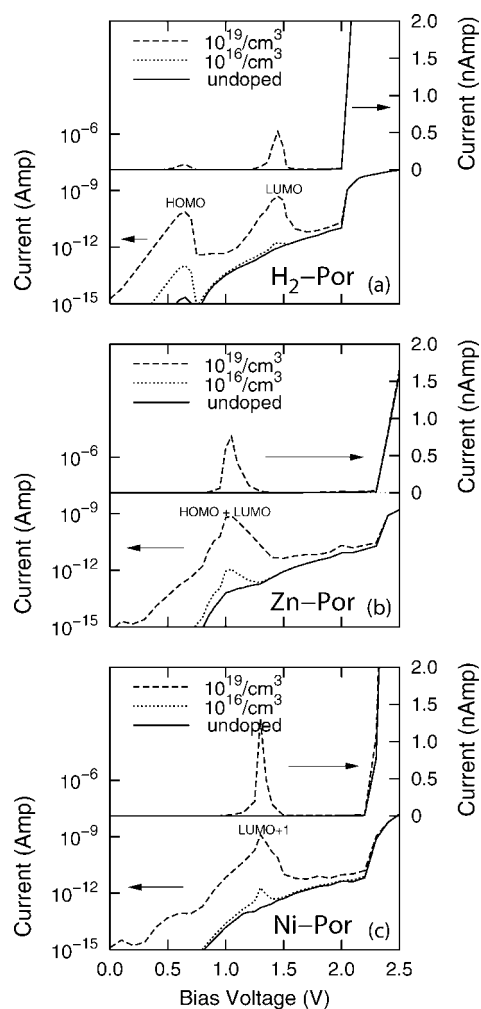 10^19/cm^3
10^16/cm^3
undoped
2.0
1.5
1.0
0.5
0
Current (nAmp)
10^-6
10^-9
10^-12
10^-15
Current (Amp)
HOMO
LUMO
H2-Por (a)
10^19/cm^3
10^16/cm^3
undoped
2.0
1.5
1.0
0.5
0
Current (nAmp)
10^-6
10^-9
10^-12
10^-15
Current (Amp)
HOMO + LUMO
Zn-Por (b)
10^19/cm^3
10^16/cm^3
undoped
2.0
1.5
1.0
0.5
0
Current (nAmp)
10^-6
10^-9
10^-12
10^-15
Current (Amp)
LUMO+1
Ni-Por (c)
0.0 0.5 1.0 1.5 2.0 2.5
Bias Voltage (V)